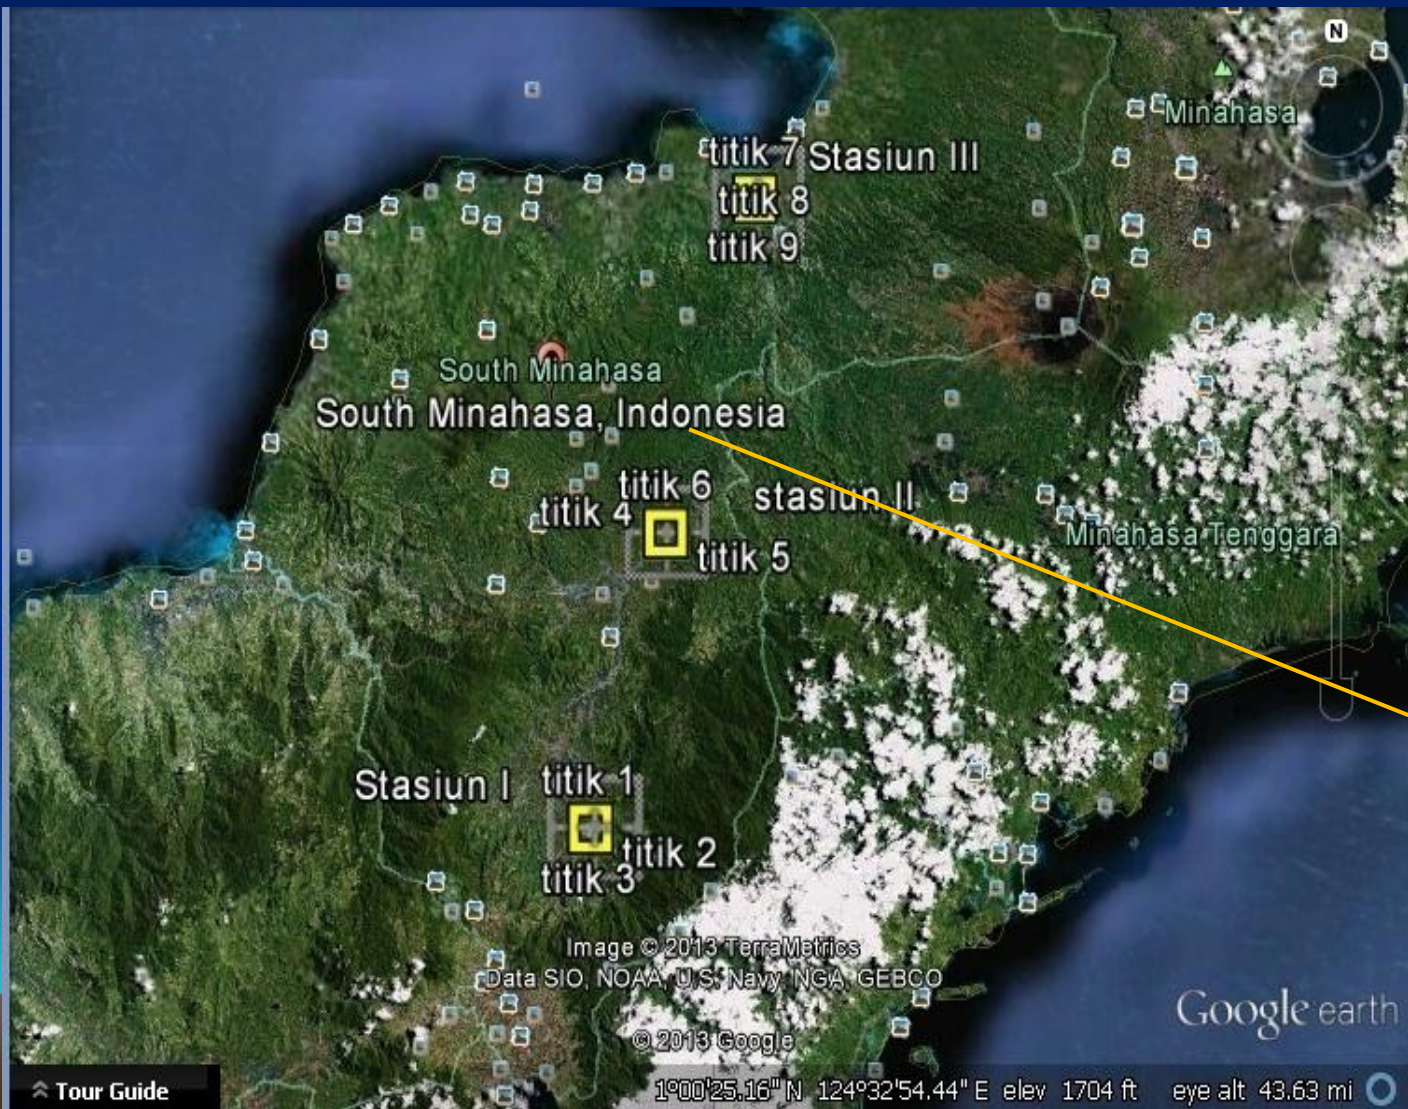 N
Minahasa
titik 7 Stasiun III
titik 8
titik 9
South Minahasa
South Minahasa, Indonesia
titik 6
stasiun II
titik 4
titik 5
Minahasa Tenggara
Stasiun I
titik 1
titik 2
titik 3
Image © 2013 TerraMetrics
Data SIO, NOAA, U.S. Navy, NGA, GEBCO
© 2013 Google
Google earth
Tour Guide
1°00'25.16" N 124°32'54.44" E elev 1704 ft eye alt 43.63 mi